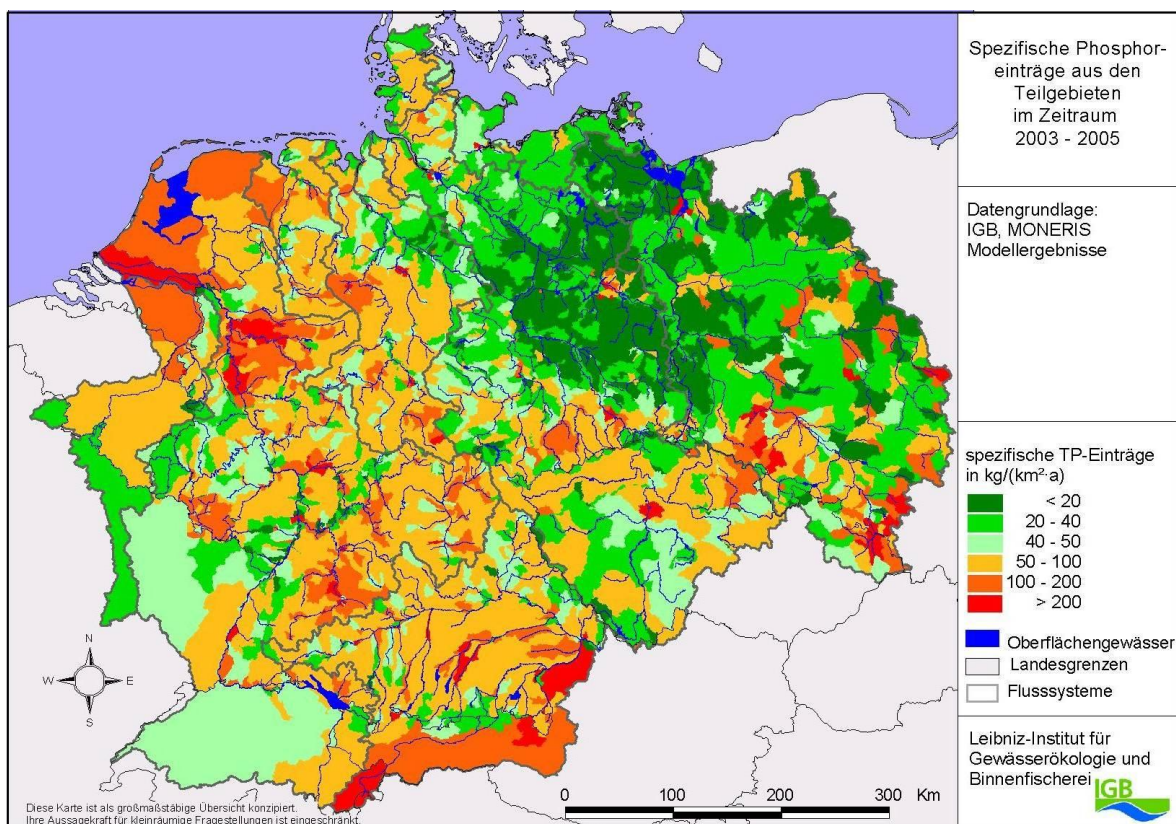 Spezifische Phosphor-
einträge aus den
Teilgebieten
im Zeitraum
2003 - 2005
Datengrundlage:
IGB, MONERIS
Modellergebnisse
spezifische TP-Einträge
in kg/(km²·a)
< 20
20 - 40
40 - 50
50 - 100
100 - 200
> 200
Oberflächengewässer
Landesgrenzen
Flusssysteme
Leibniz-Institut für
Gewässerökologie und
Binnenfischerei
IGB
N
W E
S
0 100 200 300 Km
Diese Karte ist als großmaßstäbige Übersicht konzipiert.
Ihre Aussagekraft für kleinräumige Fragestellungen ist eingeschränkt.